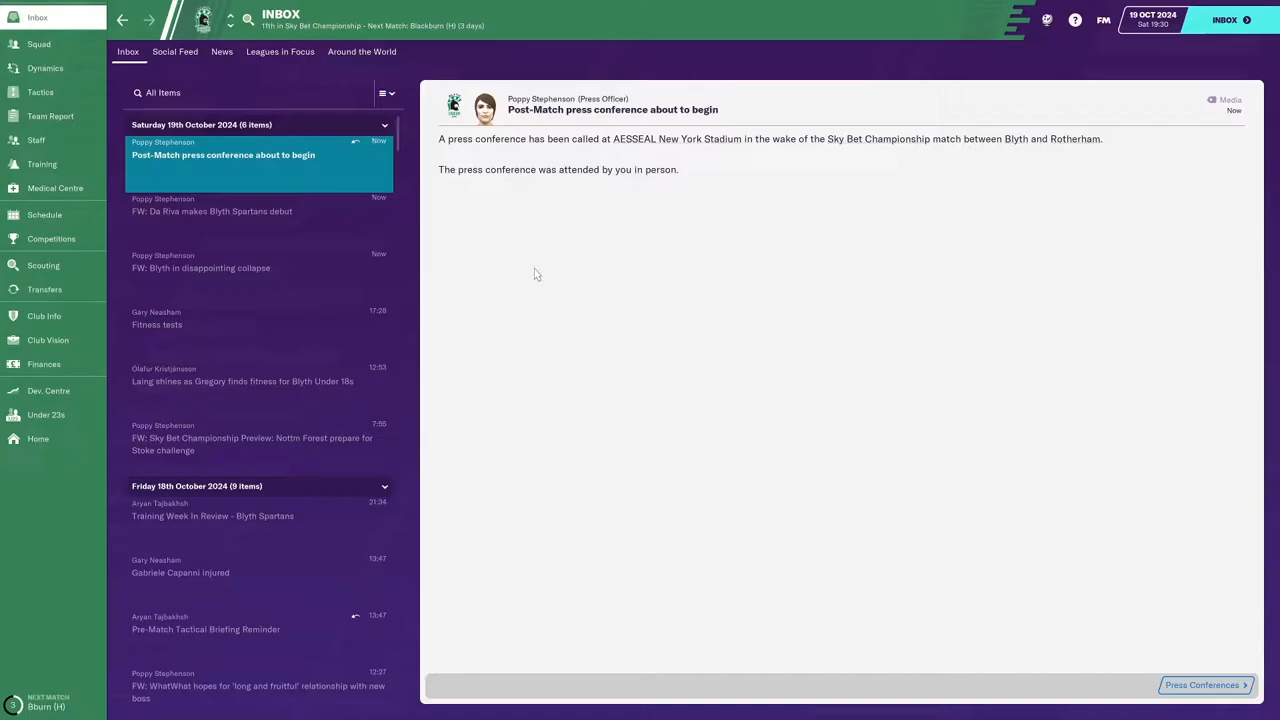 Inbox
Squad
Dynamics
Tactics
Team Report
Staff
Training
Medical Centre
Schedule
Competitions
Scouting
Transfers
Club Info
Club Vision
Finances
Dev. Centre
Under 23s
Home
3
NEXT MATCH
Bburn (H)
INBOX
11th in Sky Bet Championship - Next Match: Blackburn (H) (3 days)
?
FM
19 OCT 2024
Sat 19:30
INBOX
Inbox
Social Feed
News
Leagues in Focus
Around the World
All Items
Saturday 19th October 2024 (6 items)
Poppy Stephenson
Now
Post-Match press conference about to begin
Poppy Stephenson
Now
FW: Da Riva makes Blyth Spartans debut
Poppy Stephenson
Now
FW: Blyth in disappointing collapse
Gary Neasham
17:28
Fitness tests
Ólafur Kristjánsson
12:53
Laing shines as Gregory finds fitness for Blyth Under 18s
Poppy Stephenson
7:55
FW: Sky Bet Championship Preview: Nottm Forest prepare for
Stoke challenge
Friday 18th October 2024 (9 items)
Aryan Tajbakhsh
21:34
Training Week In Review - Blyth Spartans
Gary Neasham
13:47
Gabriele Capanni injured
Aryan Tajbakhsh
13:47
Pre-Match Tactical Briefing Reminder
Poppy Stephenson
12:27
FW: WhatWhat hopes for 'long and fruitful' relationship with new
boss
Poppy Stephenson (Press Officer)
Post-Match press conference about to begin
Media
Now
A press conference has been called at AESSEAL New York Stadium in the wake of the Sky Bet Championship match between Blyth and Rotherham.
The press conference was attended by you in person.
Press Conferences